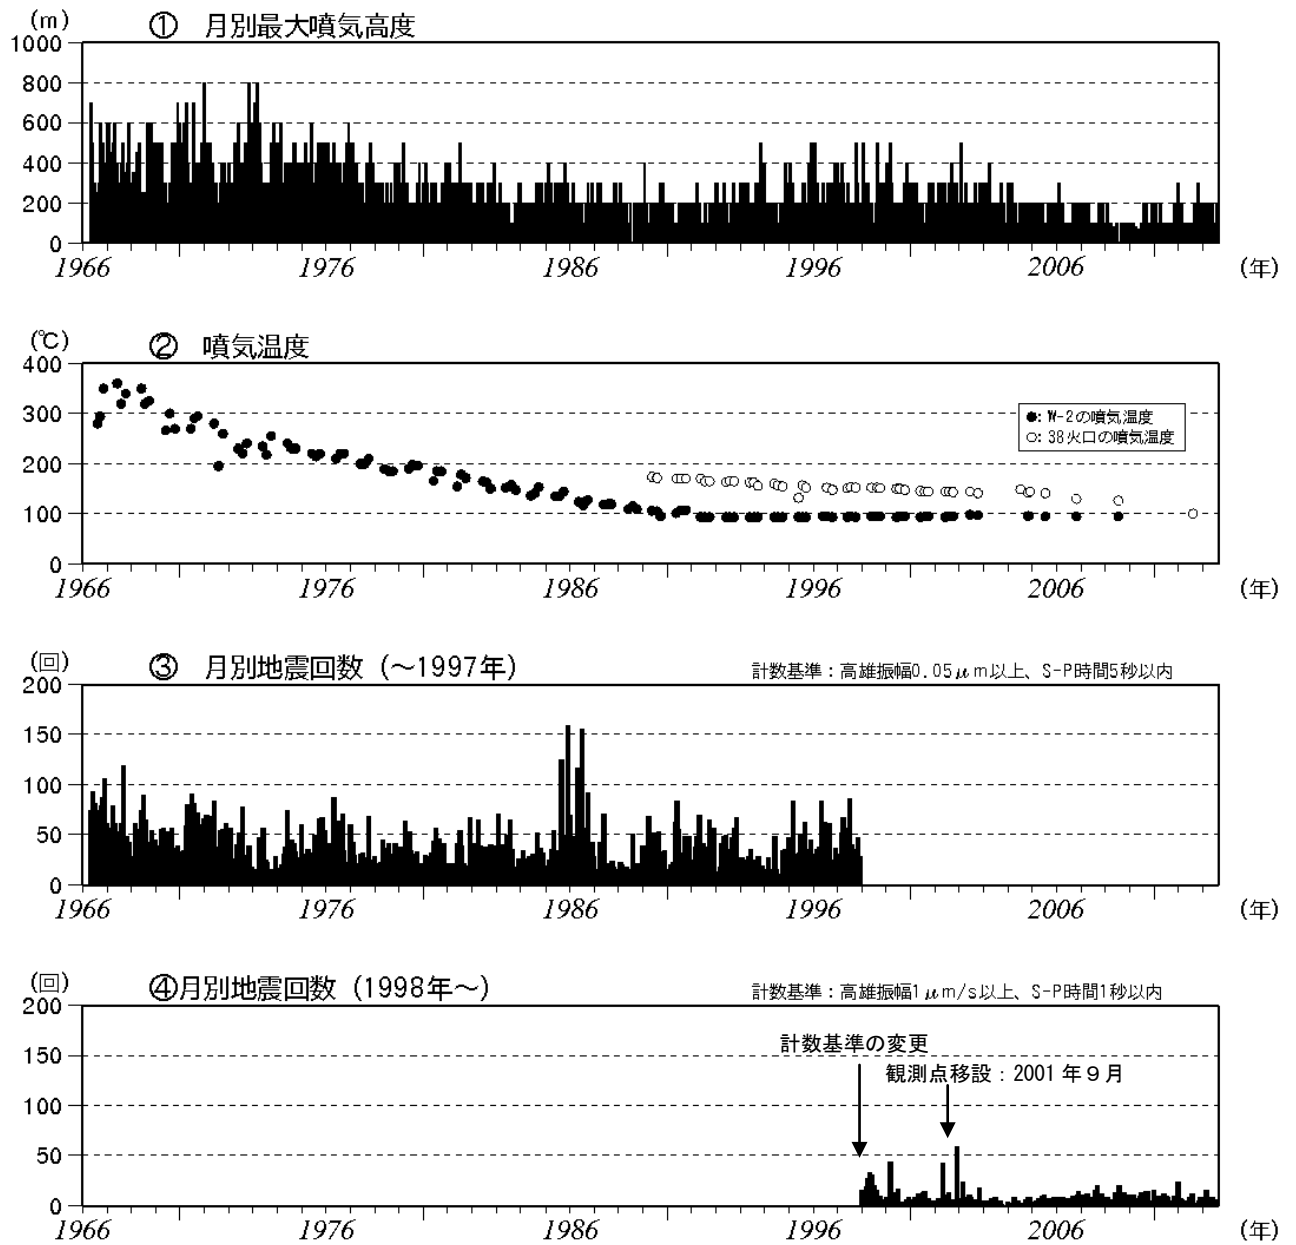 (m) ① 月別最大噴気高度
1000
800
600
400
200
0
1966 1976 1986 1996 2006 (年)
(℃) ② 噴気温度
400
300
200
100
0
●: W-2の噴気温度
○: 38火口の噴気温度
1966 1976 1986 1996 2006 (年)
(回) ③ 月別地震回数 (～1997年) 計数基準：高雄振幅0.05μm以上、S-P時間5秒以内
200
150
100
50
0
1966 1976 1986 1996 2006 (年)
(回) ④月別地震回数 (1998年～) 計数基準：高雄振幅1μm/s以上、S-P時間1秒以内
200
150
100
50
0
計数基準の変更
観測点移設：2001年９月
1966 1976 1986 1996 2006 (年)